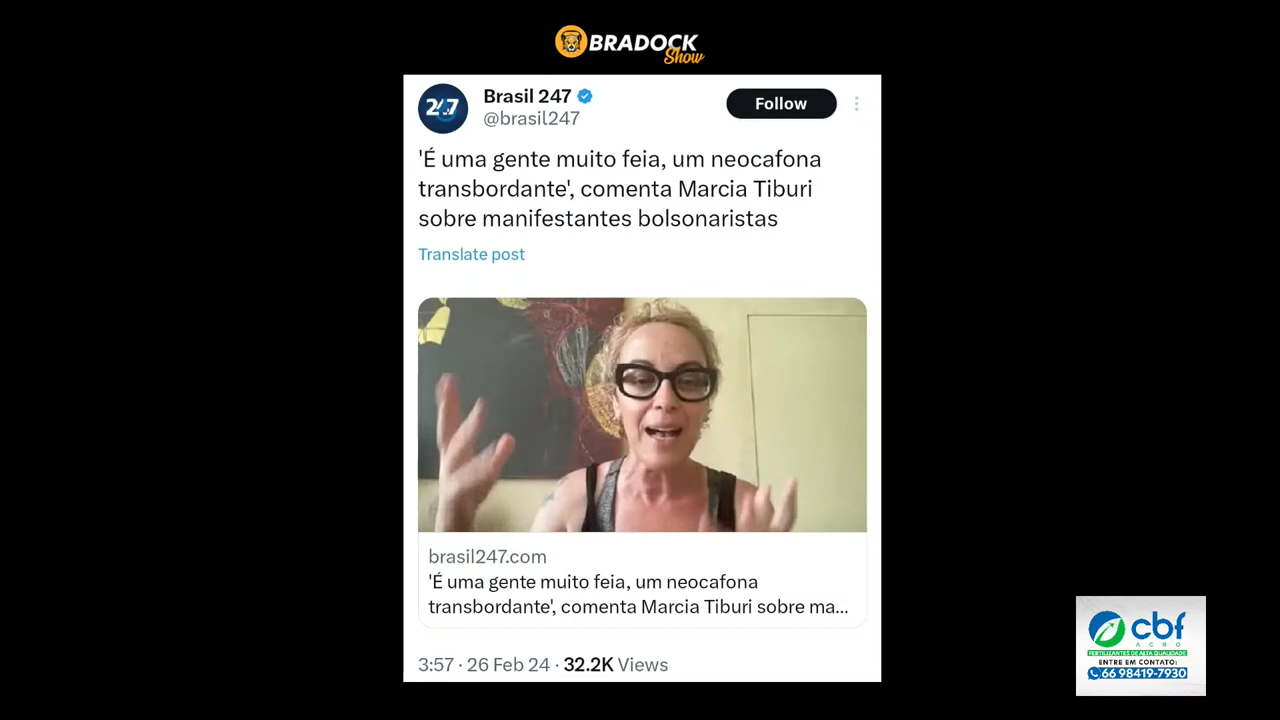 BRADOCK
Show
247
Brasil 247
@brasil247
Follow
'É uma gente muito feia, um neocafona
transbordante', comenta Marcia Tiburi
sobre manifestantes bolsonaristas
Translate post
brasil247.com
'É uma gente muito feia, um neocafona
transbordante', comenta Marcia Tiburi sobre ma...
3:57 · 26 Feb 24 · 32.2K Views
cbf
AGRO
FERTILIZANTES DE ALTA QUALIDADE
ENTRE EM CONTATO:
66 98419-7930